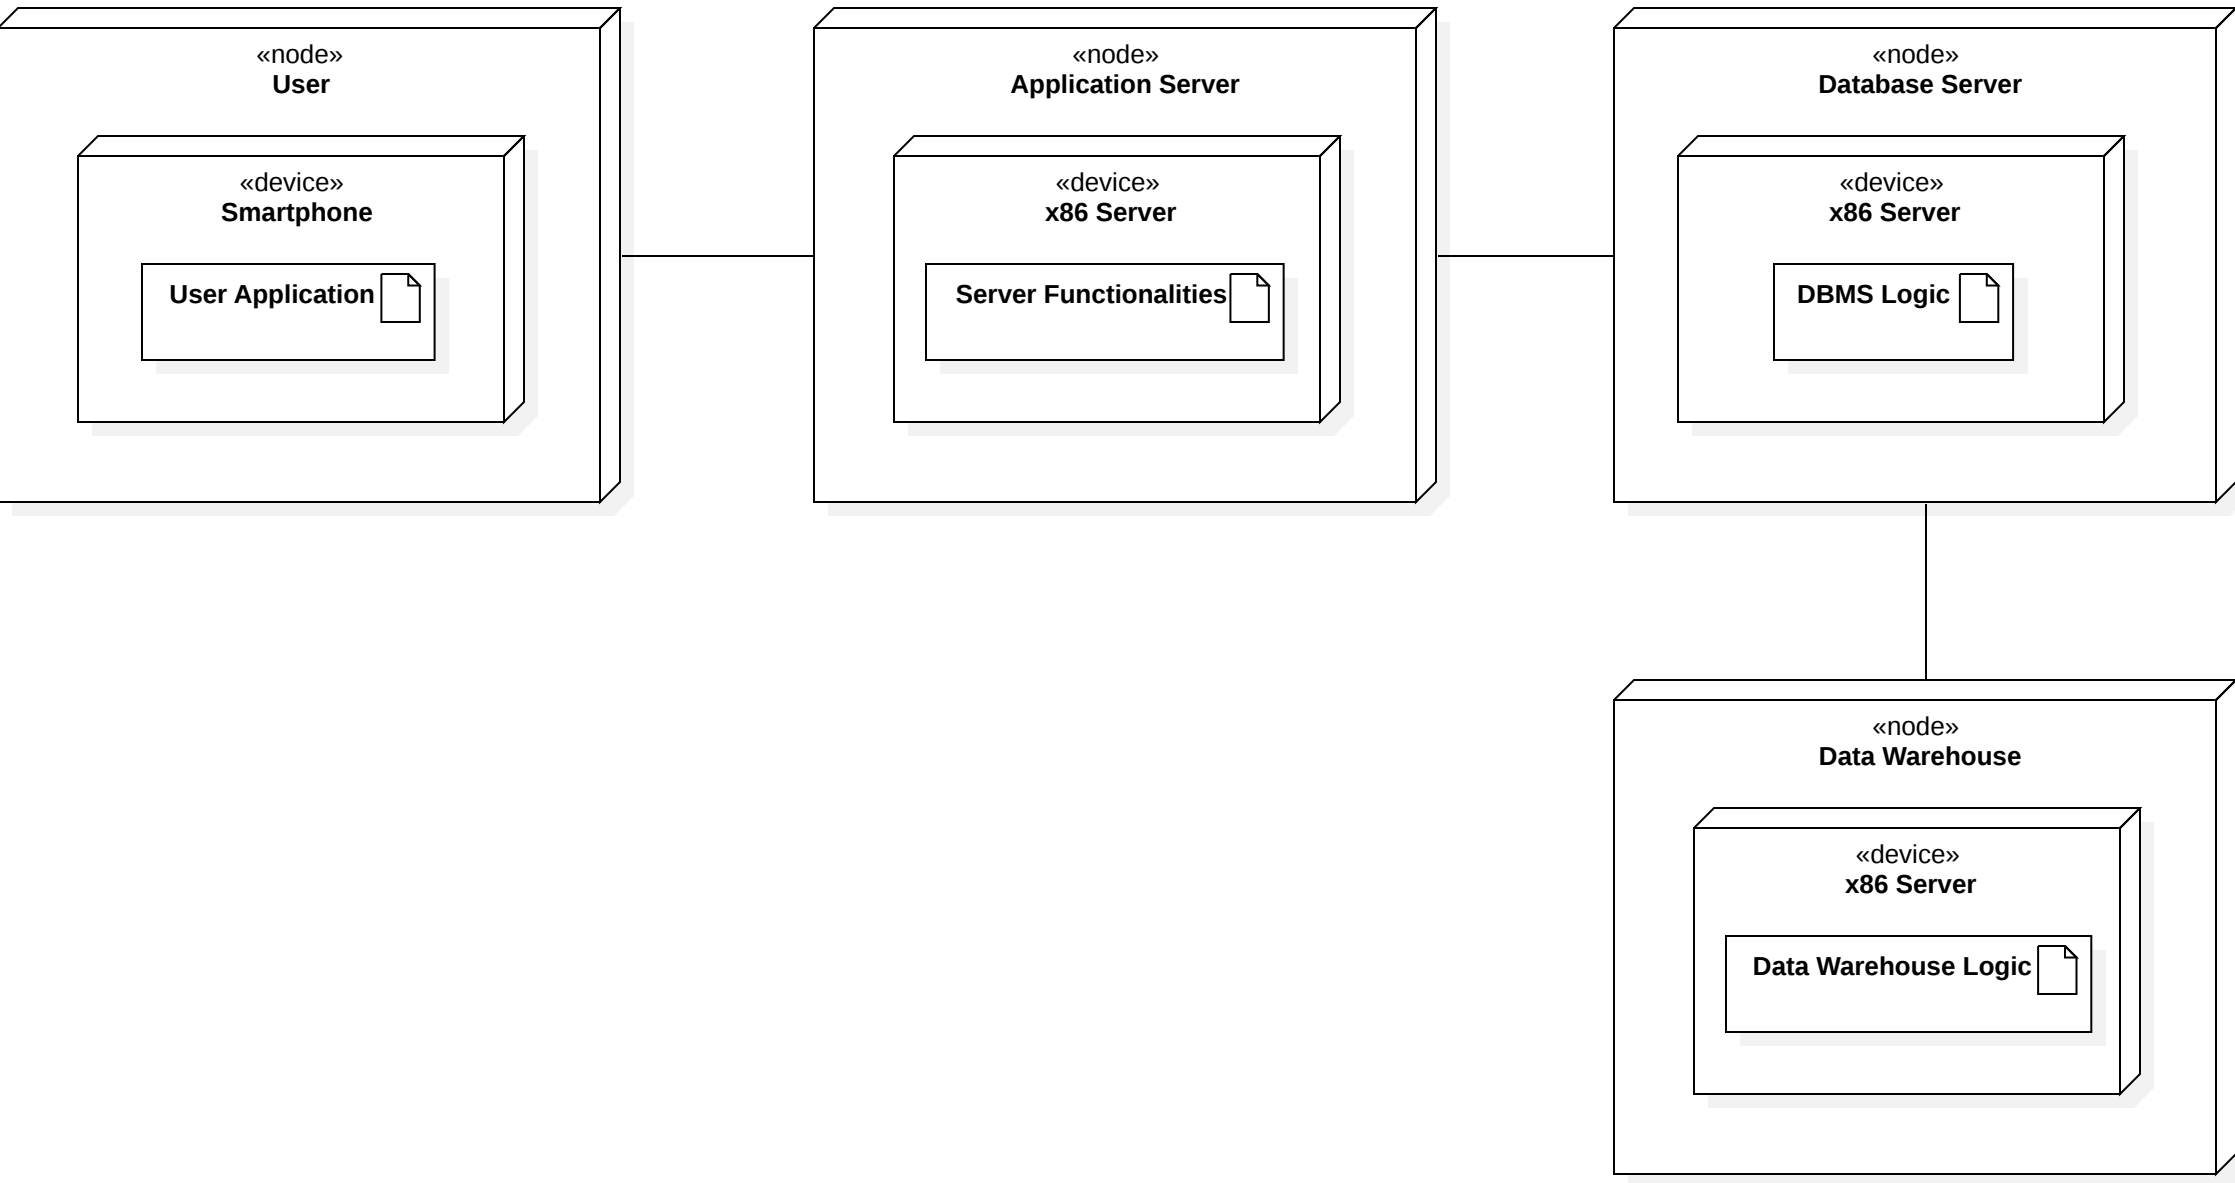 «node»
User
«device»
Smartphone
User Application
«node»
Application Server
«device»
x86 Server
Server Functionalities
«node»
Database Server
«device»
x86 Server
DBMS Logic
«node»
Data Warehouse
«device»
x86 Server
Data Warehouse Logic